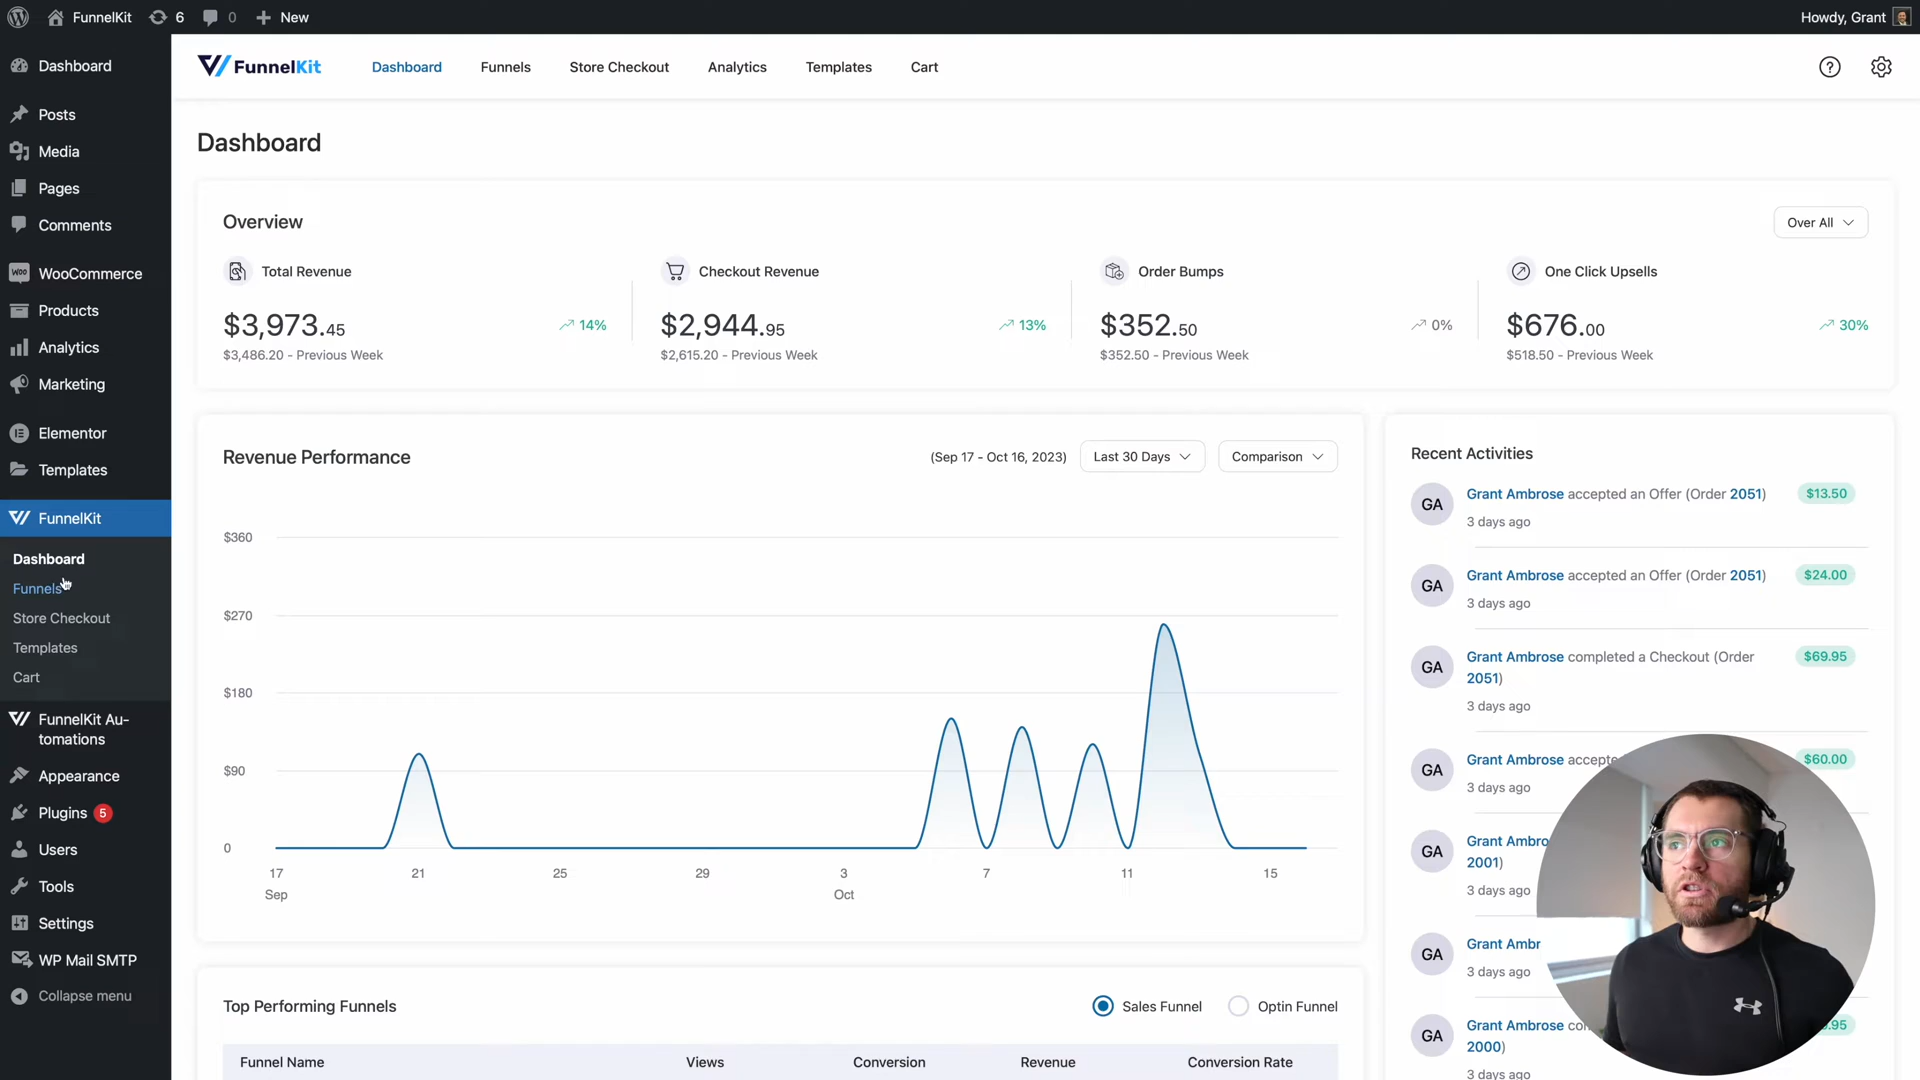 FunnelKit
6
0
New
Howdy, Grant
Dashboard
Posts
Media
Pages
Comments
WooCommerce
Products
Analytics
Marketing
Elementor
Templates
FunnelKit
Dashboard
Funnels
Store Checkout
Templates
Cart
FunnelKit Au-
tomations
Appearance
Plugins 5
Users
Tools
Settings
WP Mail SMTP
Collapse menu
FunnelKit
Dashboard
Funnels
Store Checkout
Analytics
Templates
Cart
Dashboard
Overview
Over All
Total Revenue
$3,973.45
14%
$3,486.20 - Previous Week
Checkout Revenue
$2,944.95
13%
$2,615.20 - Previous Week
Order Bumps
$352.50
0%
$352.50 - Previous Week
One Click Upsells
$676.00
30%
$518.50 - Previous Week
Revenue Performance
(Sep 17 - Oct 16, 2023)
Last 30 Days
Comparison
$360
$270
$180
$90
0
17 21 25 29 3 7 11 15
Sep Oct
Top Performing Funnels
Sales Funnel
Optin Funnel
Funnel Name Views Conversion Revenue Conversion Rate
Recent Activities
GA
Grant Ambrose accepted an Offer (Order 2051) $13.50
3 days ago
GA
Grant Ambrose accepted an Offer (Order 2051) $24.00
3 days ago
GA
Grant Ambrose completed a Checkout (Order $69.95
2051)
3 days ago
GA
Grant Ambrose accepte $60.00
3 days ago
GA
Grant Ambro
2001)
3 days ago
GA
Grant Ambr
3 days ago
GA
Grant Ambrose co .95
2000)
3 days ago